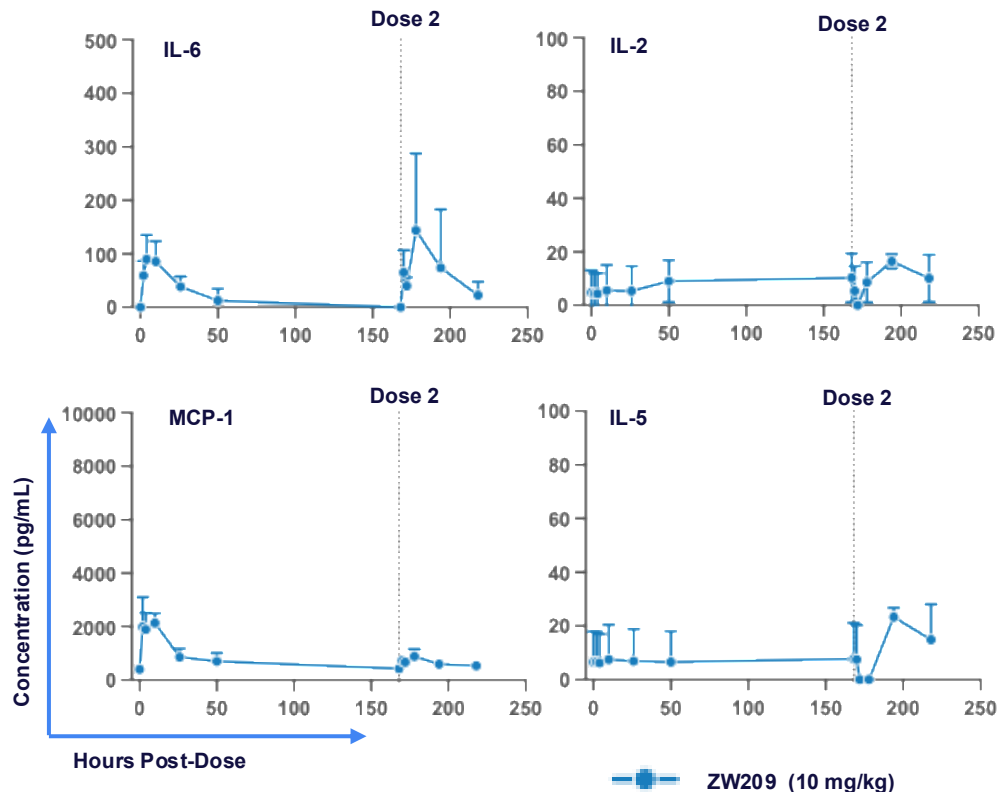 Dose 2
IL-6
500
400
300
200
100
0
0 50 100 150 200 250
Dose 2
IL-2
100
80
60
40
20
0
0 50 100 150 200 250
Dose 2
MCP-1
10000
8000
6000
4000
2000
0
0 50 100 150 200 250
Dose 2
IL-5
100
80
60
40
20
0
0 50 100 150 200 250
Concentration (pg/mL)
Hours Post-Dose
ZW209 (10 mg/kg)